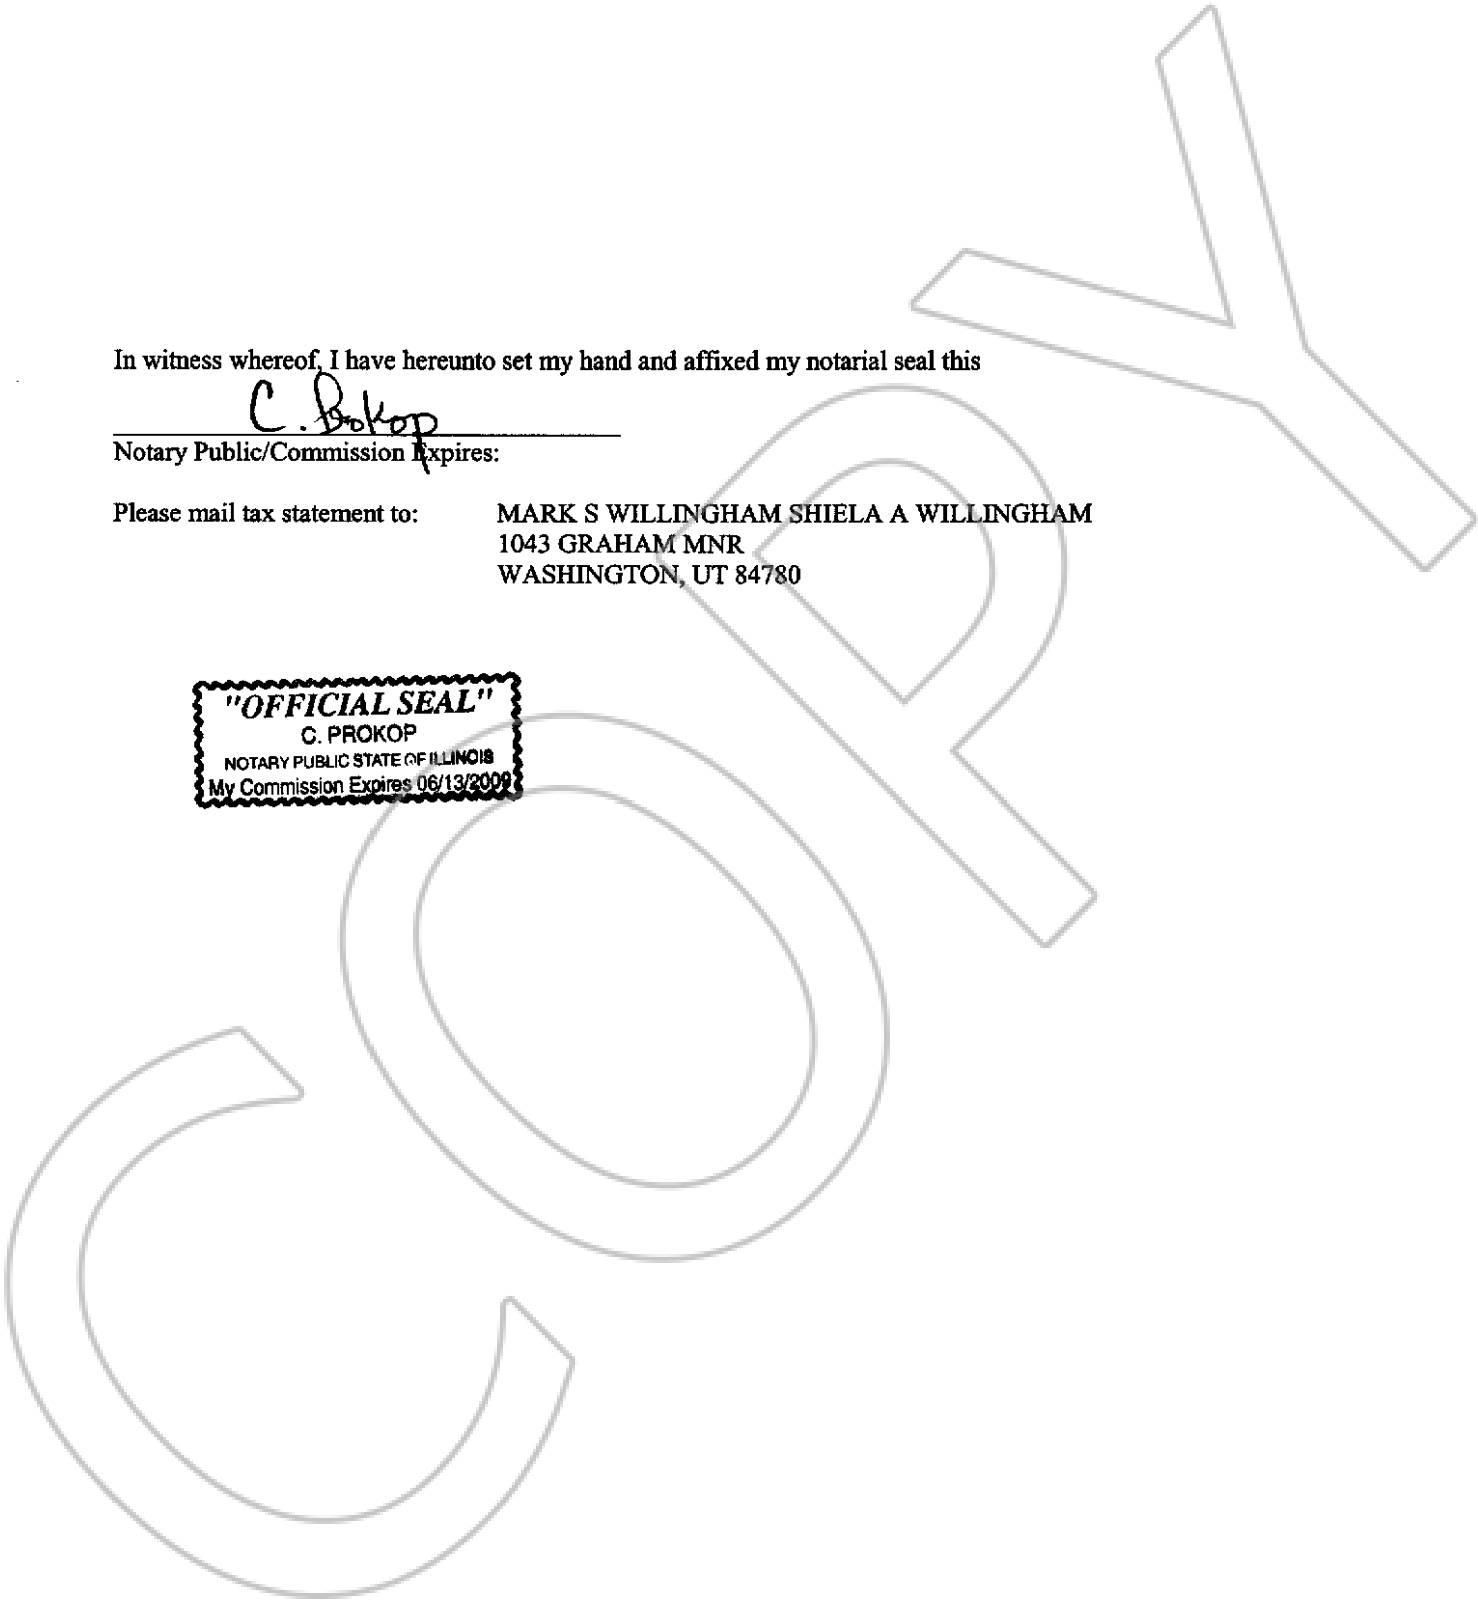 In witness whereof, I have hereunto set my hand and affixed my notarial seal this
C. Prokop
Notary Public/Commission Expires:
Please mail tax statement to: MARK S WILLINGHAM SHIELA A WILLINGHAM
1043 GRAHAM MNR
WASHINGTON, UT 84780
"OFFICIAL SEAL"
C. PROKOP
NOTARY PUBLIC STATE OF ILLINOIS
My Commission Expires 06/13/2009
COPY